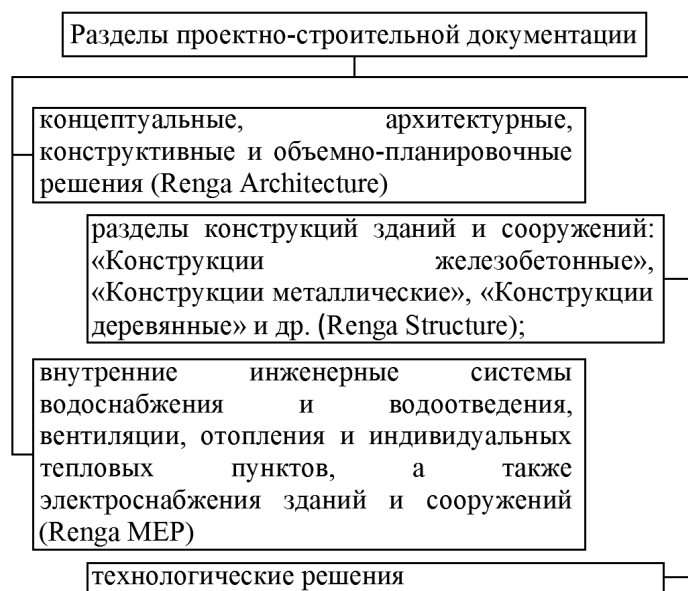 Разделы проектно-строительной документации
концептуальные, архитектурные,
конструктивные и объемно-планировочные
решения (Renga Architecture)
разделы конструкций зданий и сооружений:
«Конструкции железобетонные»,
«Конструкции металлические», «Конструкции
деревянные» и др. (Renga Structure);
внутренние инженерные системы
водоснабжения и водоотведения,
вентиляции, отопления и индивидуальных
тепловых пунктов, а также
электроснабжения зданий и сооружений
(Renga MEP)
технологические решения